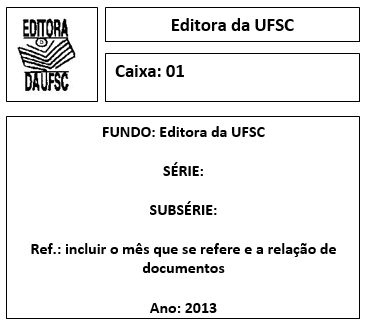 EDITORA
DA UFSC
Editora da UFSC
Caixa: 01
FUNDO: Editora da UFSC
SÉRIE:
SUBSÉRIE:
Ref.: incluir o mês que se refere e a relação de
documentos
Ano: 2013